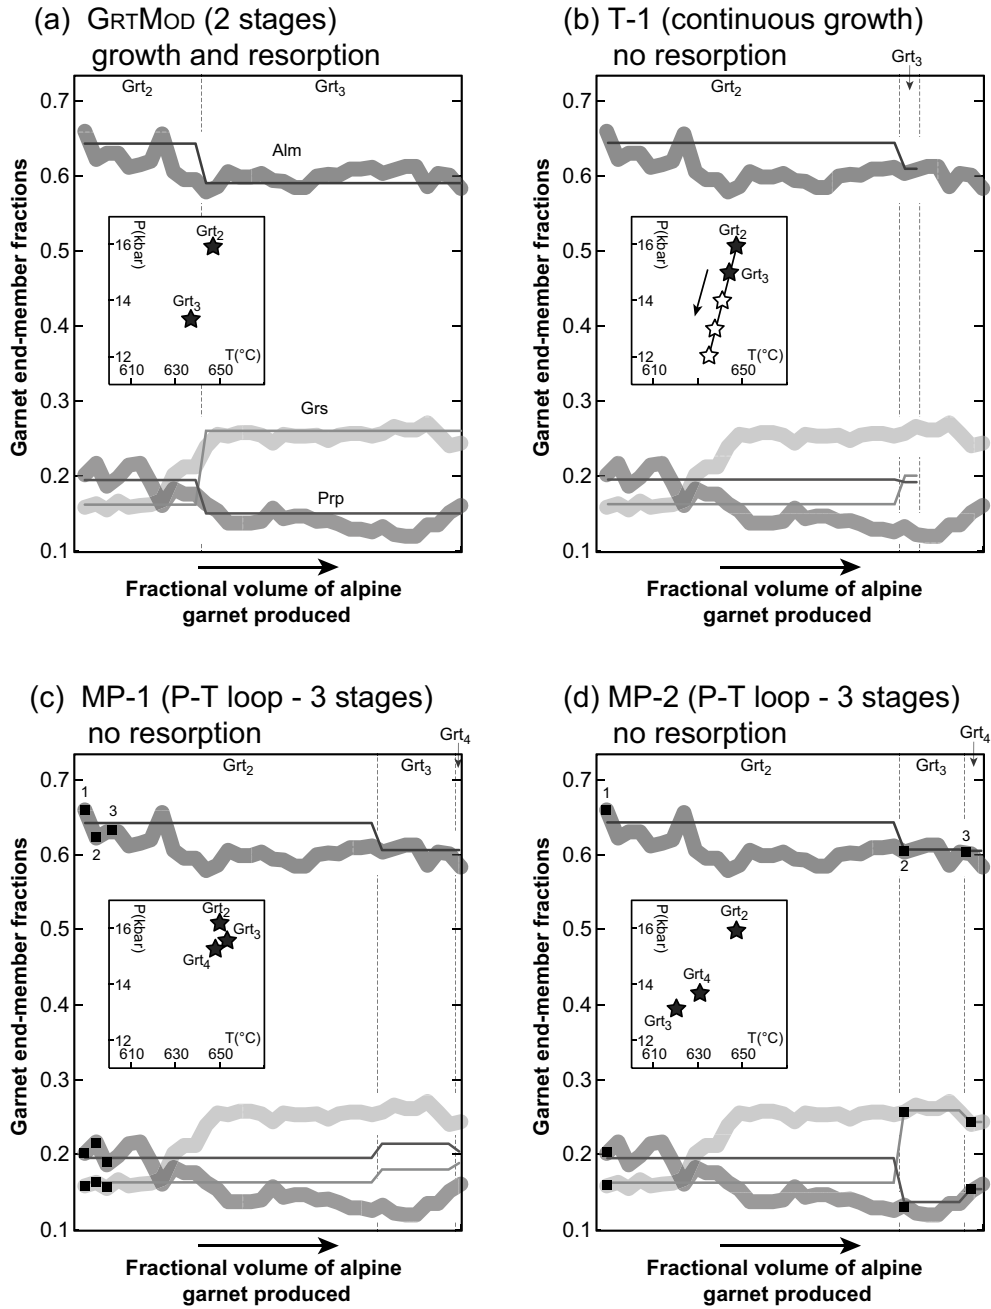 (a) GRTMOD (2 stages)
growth and resorption
Grt2
Grt3
0.7
0.6
0.5
0.4
0.3
0.2
0.1
Garnet end-member fractions
Alm
P(kbar)
16
14
12
Grt2
Grt3
T(°C)
610
630
650
Grs
Prp
Fractional volume of alpine
garnet produced
(b) T-1 (continuous growth)
no resorption
Grt3
Grt2
0.7
0.6
0.5
0.4
0.3
0.2
0.1
Garnet end-member fractions
P(kbar)
16
14
12
Grt2
Grt3
T(°C)
610
650
Fractional volume of alpine
garnet produced
(c) MP-1 (P-T loop - 3 stages)
no resorption
Grt4
Grt2
Grt3
0.7
0.6
0.5
0.4
0.3
0.2
0.1
Garnet end-member fractions
1
2
3
P(kbar)
16
14
12
Grt2
Grt3
Grt4
T(°C)
610
630
650
Fractional volume of alpine
garnet produced
(d) MP-2 (P-T loop - 3 stages)
no resorption
Grt4
Grt2
Grt3
0.7
0.6
0.5
0.4
0.3
0.2
0.1
Garnet end-member fractions
1
2
3
P(kbar)
16
14
12
Grt2
Grt4
Grt3
T(°C)
610
630
650
Fractional volume of alpine
garnet produced